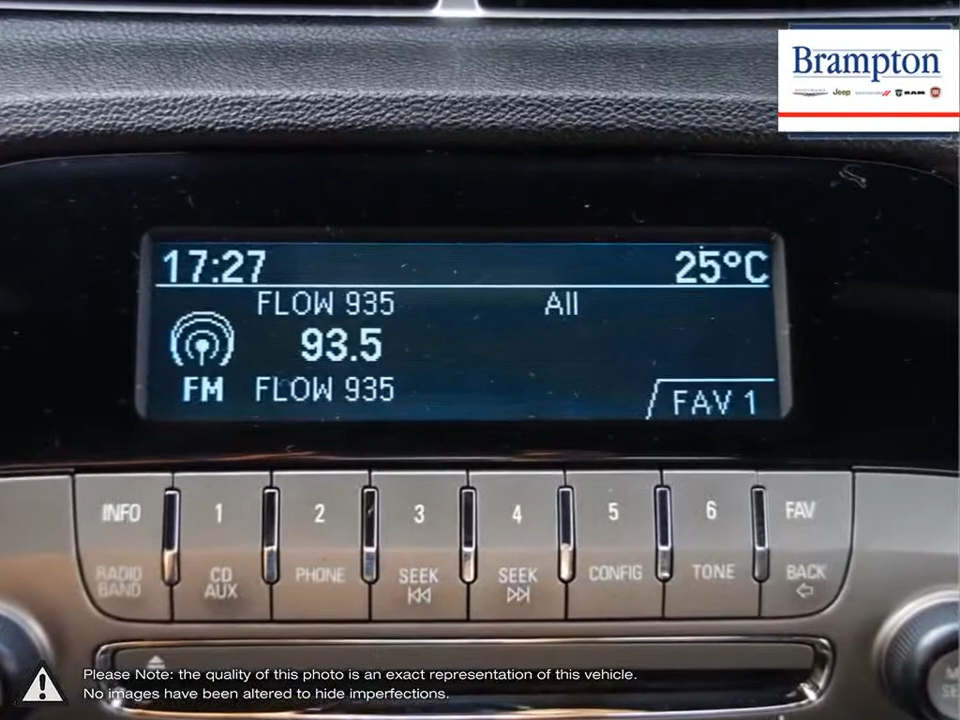 Brampton
Jeep RAM
17:27 25°C
FLOW 935 All
93.5
FM FLOW 935
FAV 1
INFO 1 2 3 4 5 6 FAV
RADIO BAND CD AUX PHONE SEEK SEEK CONFIG TONE BACK
Please Note: the quality of this photo is an exact representation of this vehicle.
No images have been altered to hide imperfections.